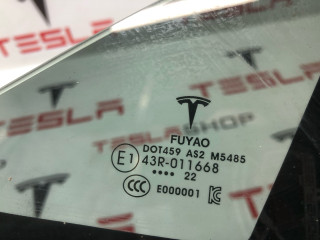 TESLA
TESLA
TESLASHOP
FUYAO
DOT459 AS2 M5485
E1 43R-011668
•••• 22
CCC E000001